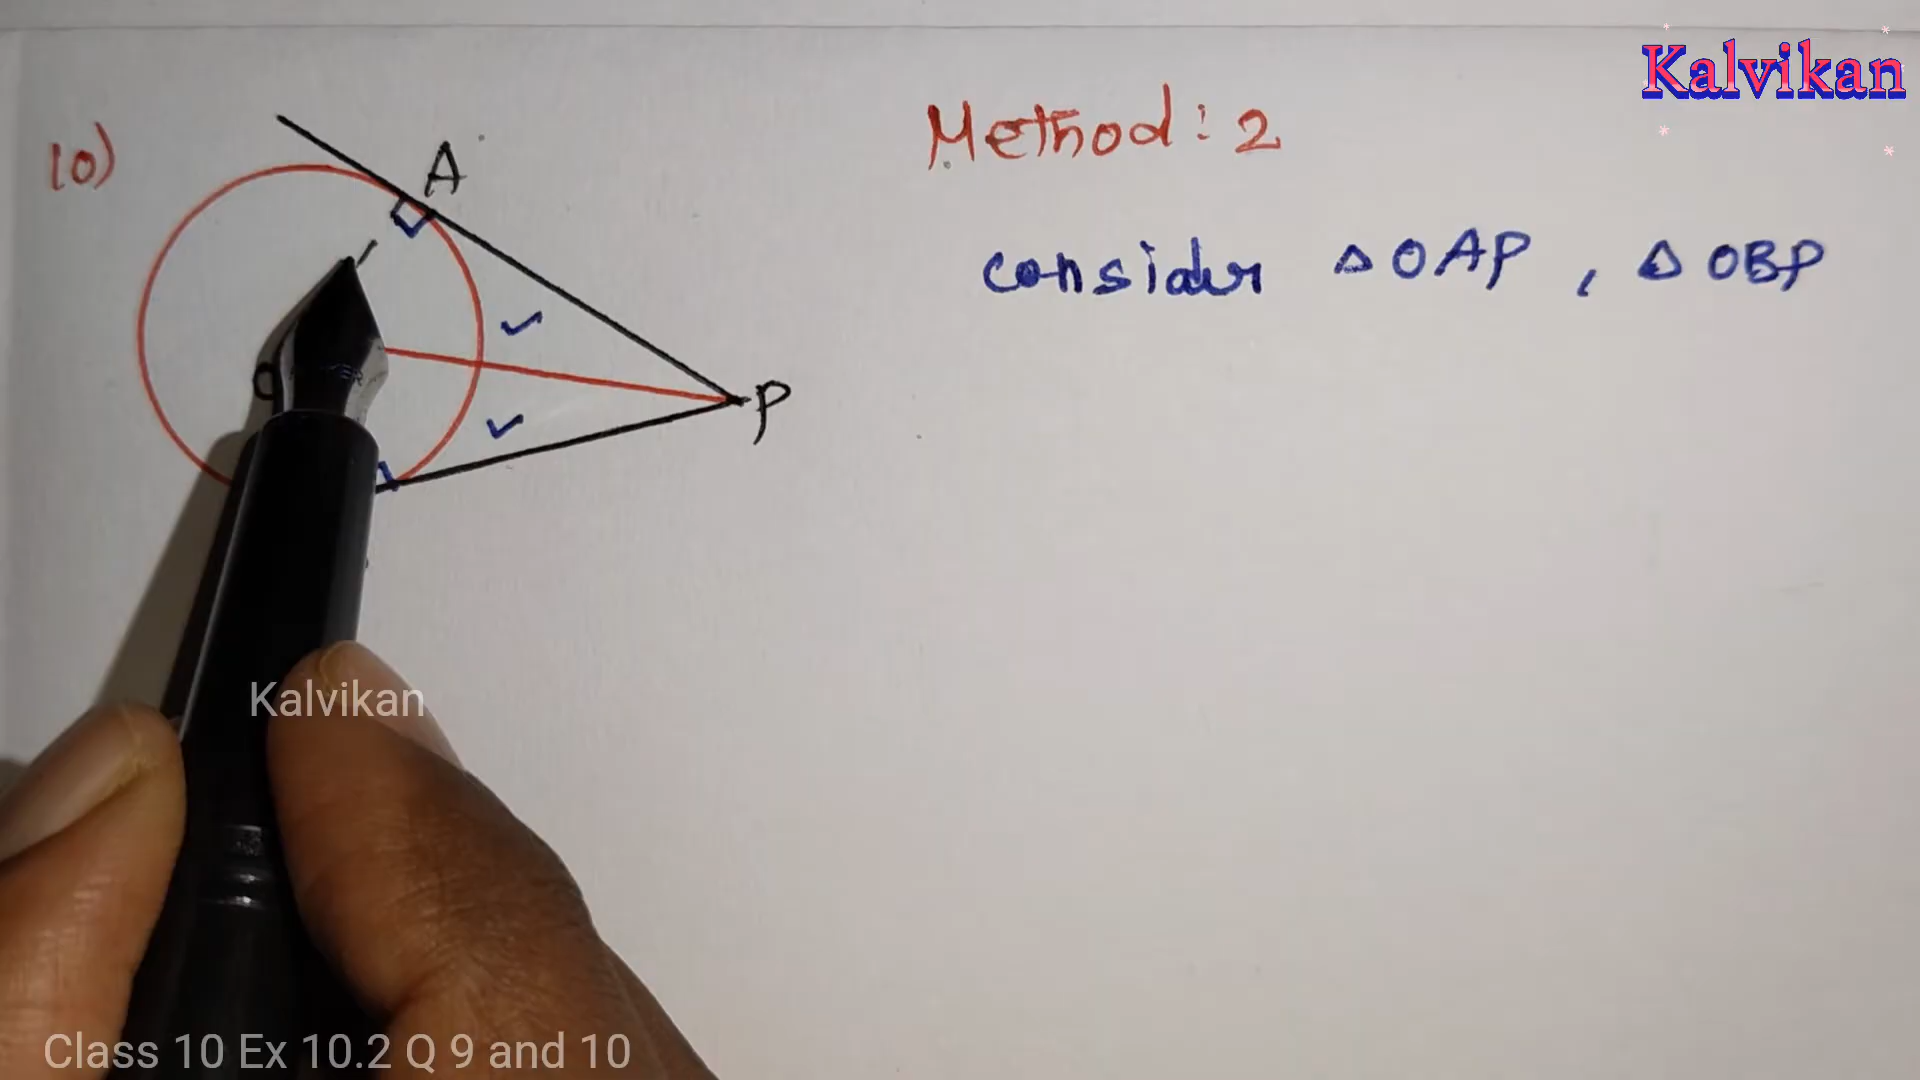 Kalvikan
10)
A
Method: 2
consider △ OAP , △ OBP
P
Kalvikan
Class 10 Ex 10.2 Q 9 and 10